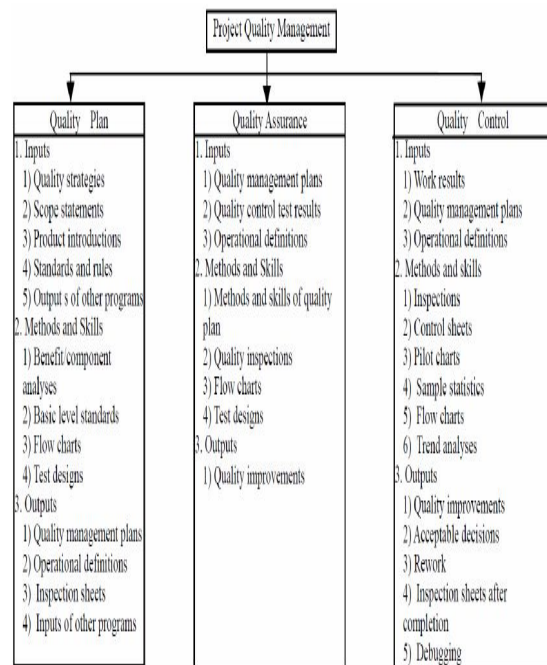 Project Quality Management
Quality Plan
1. Inputs
1) Quality strategies
2) Scope statements
3) Product introductions
4) Standards and rules
5) Output s of other programs
2. Methods and Skills
1) Benefit/component
analyses
2) Basic level standards
3) Flow charts
4) Test designs
3. Outputs
1) Quality management plans
2) Operational definitions
3) Inspection sheets
4) Inputs of other programs
Quality Assurance
1. Inputs
1) Quality management plans
2) Quality control test results
3) Operational definitions
2. Methods and Skills
1) Methods and skills of quality
plan
2) Quality inspections
3) Flow charts
4) Test designs
3. Outputs
1) Quality improvements
Quality Control
1. Inputs
1) Work results
2) Quality management plans
3) Operational definitions
2. Methods and skills
1) Inspections
2) Control sheets
3) Pilot charts
4) Sample statistics
5) Flow charts
6) Trend analyses
3. Outputs
1) Quality improvements
2) Acceptable decisions
3) Rework
4) Inspection sheets after
completion
5) Debugging